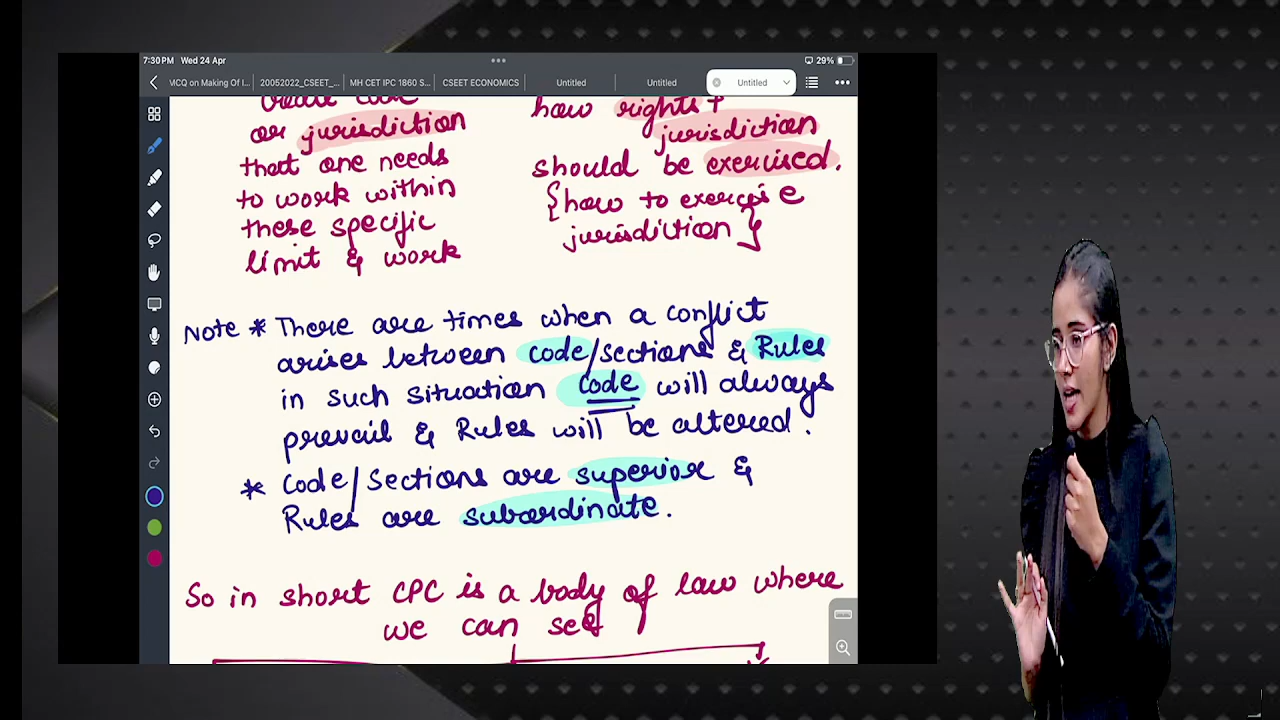 7:30 PM Wed 24 Apr
29%
MCQ on Making Of I...
20052022_CSEET_...
MH CET IPC 1860 S...
CSEET ECONOMICS
Untitled
Untitled
Untitled
or jurisdiction
that one needs
to work within
these specific
limit & work
how rights +
jurisdiction
should be exercised.
{how to exercise
jurisdiction}
Note * There are times when a conflict
arises between code/sections & Rules
in such situation code will always
prevail & Rules will be altered.
* Code/Sections are superior &
Rules are subordinate.
So in short CPC is a body of law where
we can see